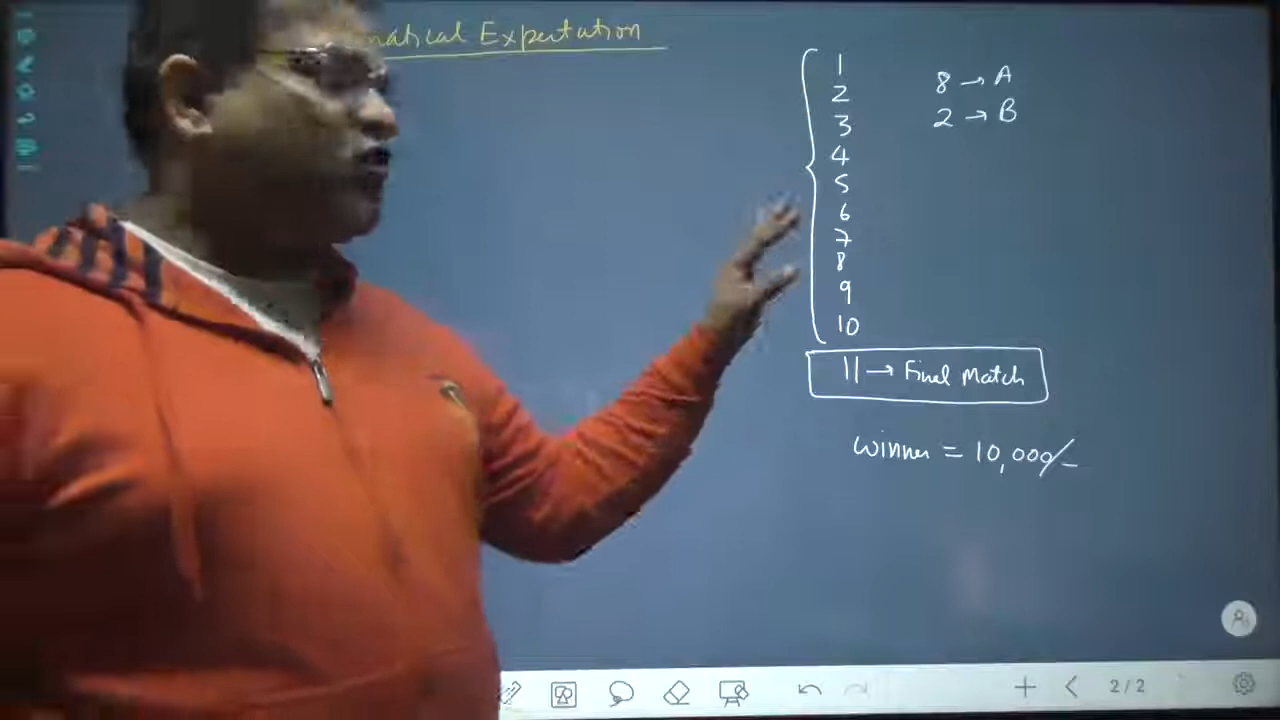 Expectation
1
2
3
4
5
6
7
8
9
10
8 → A
2 → B
11 → Final Match
Winner = 10,000/-
2/2